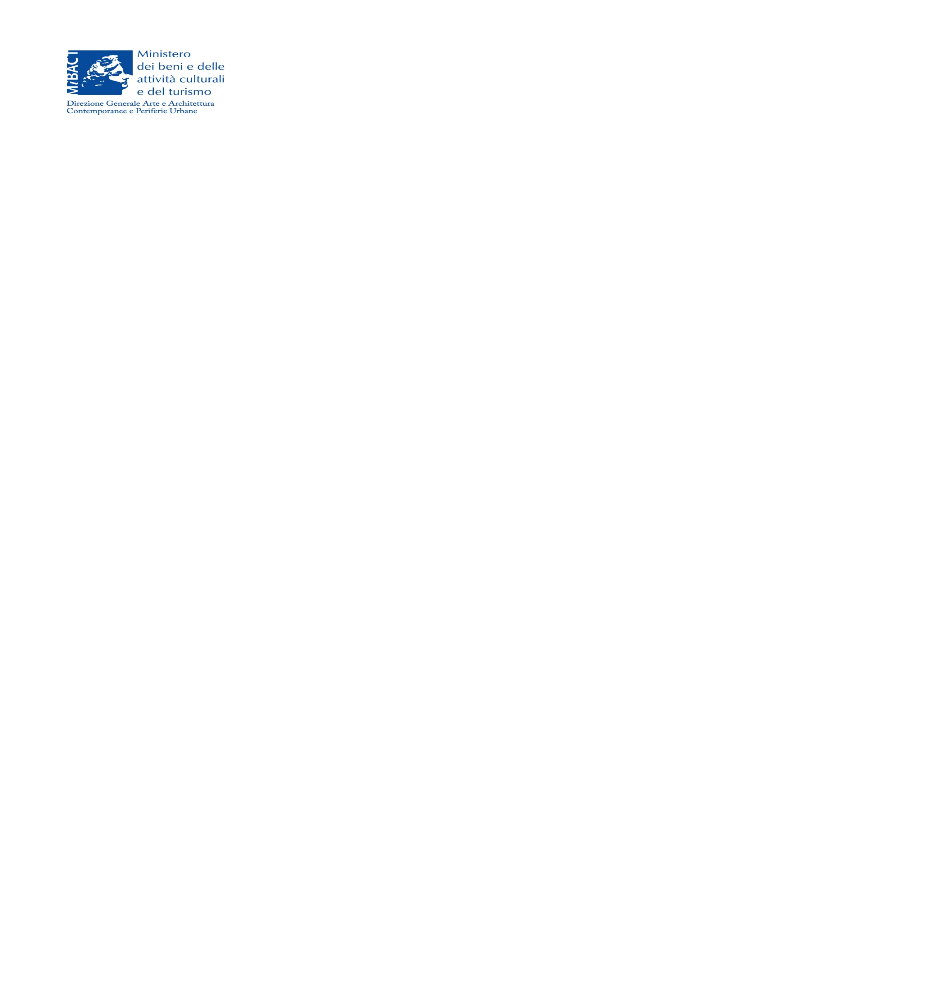 MiBACT
Ministero
dei beni e delle
attività culturali
e del turismo
Direzione Generale Arte e Architettura
Contemporanee e Periferie Urbane